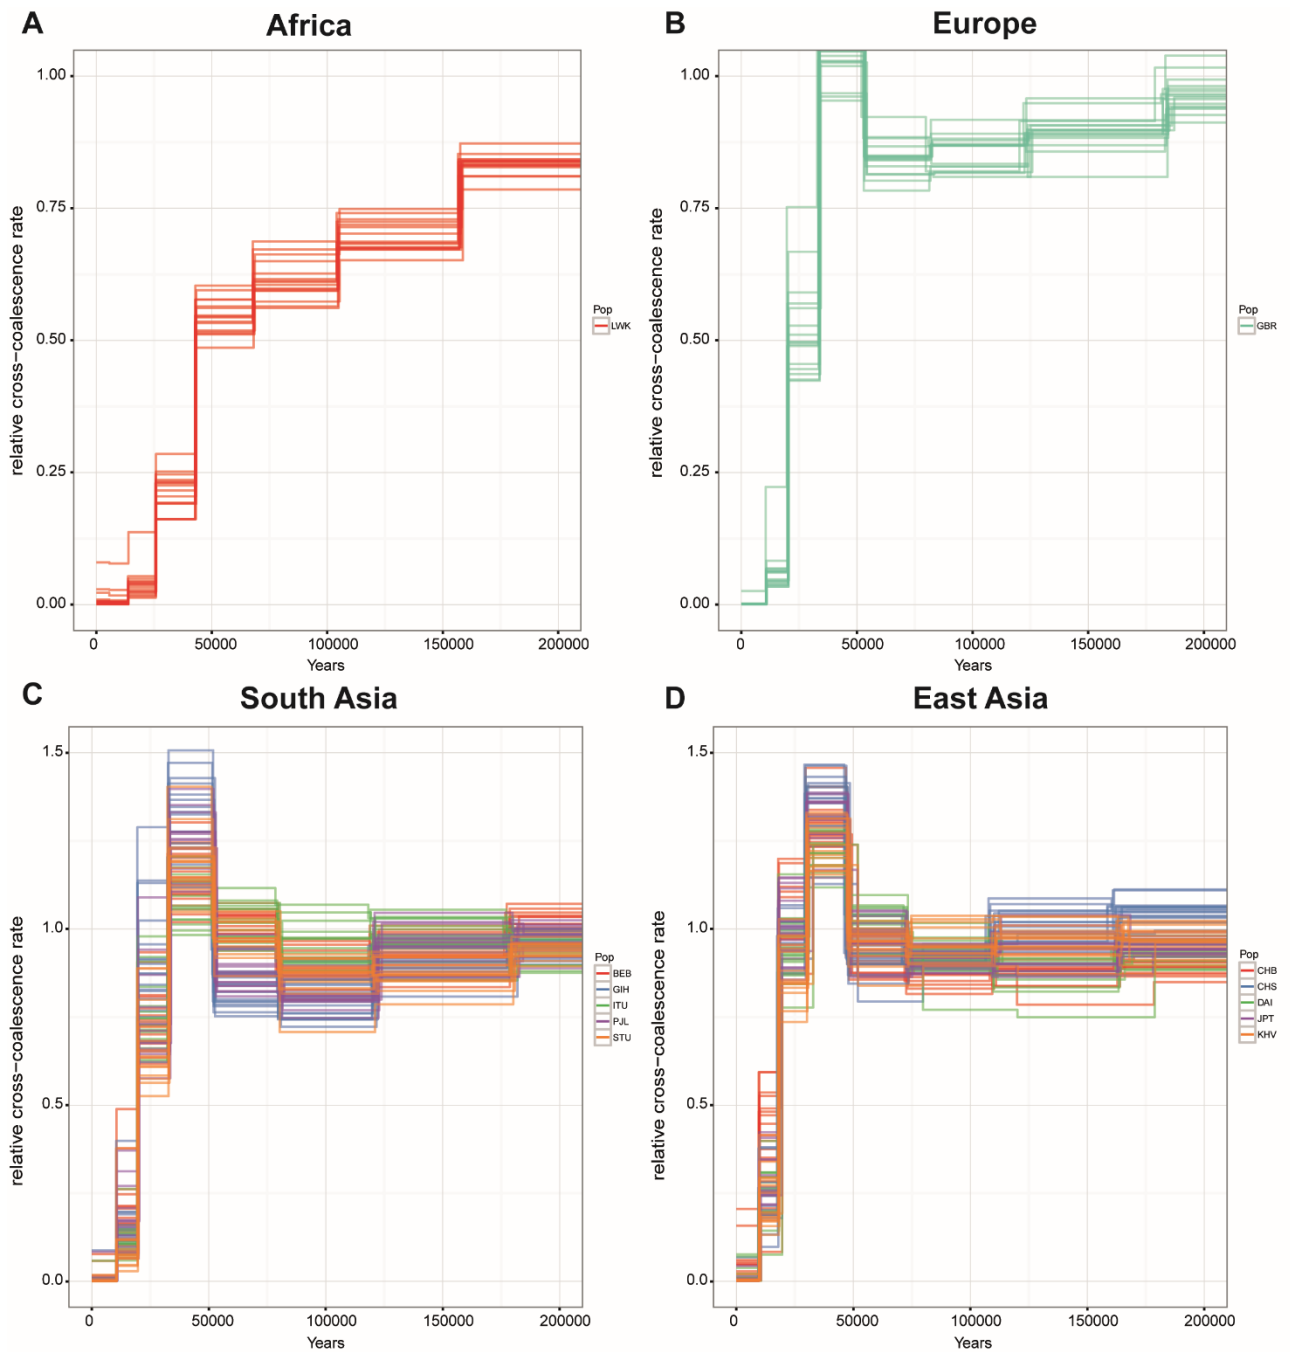 A
Africa
relative cross−coalescence rate
1.00
0.75
0.50
0.25
0.00
0
50000
100000
150000
200000
Years
Pop
LWK
B
Europe
relative cross−coalescence rate
1.00
0.75
0.50
0.25
0.00
0
50000
100000
150000
200000
Years
Pop
GBR
C
South Asia
relative cross−coalescence rate
1.5
1.0
0.5
0.0
0
50000
100000
150000
200000
Years
Pop
BEB
GIH
ITU
PJL
STU
D
East Asia
relative cross−coalescence rate
1.5
1.0
0.5
0.0
0
50000
100000
150000
200000
Years
Pop
CHB
CHS
DAI
JPT
KHV